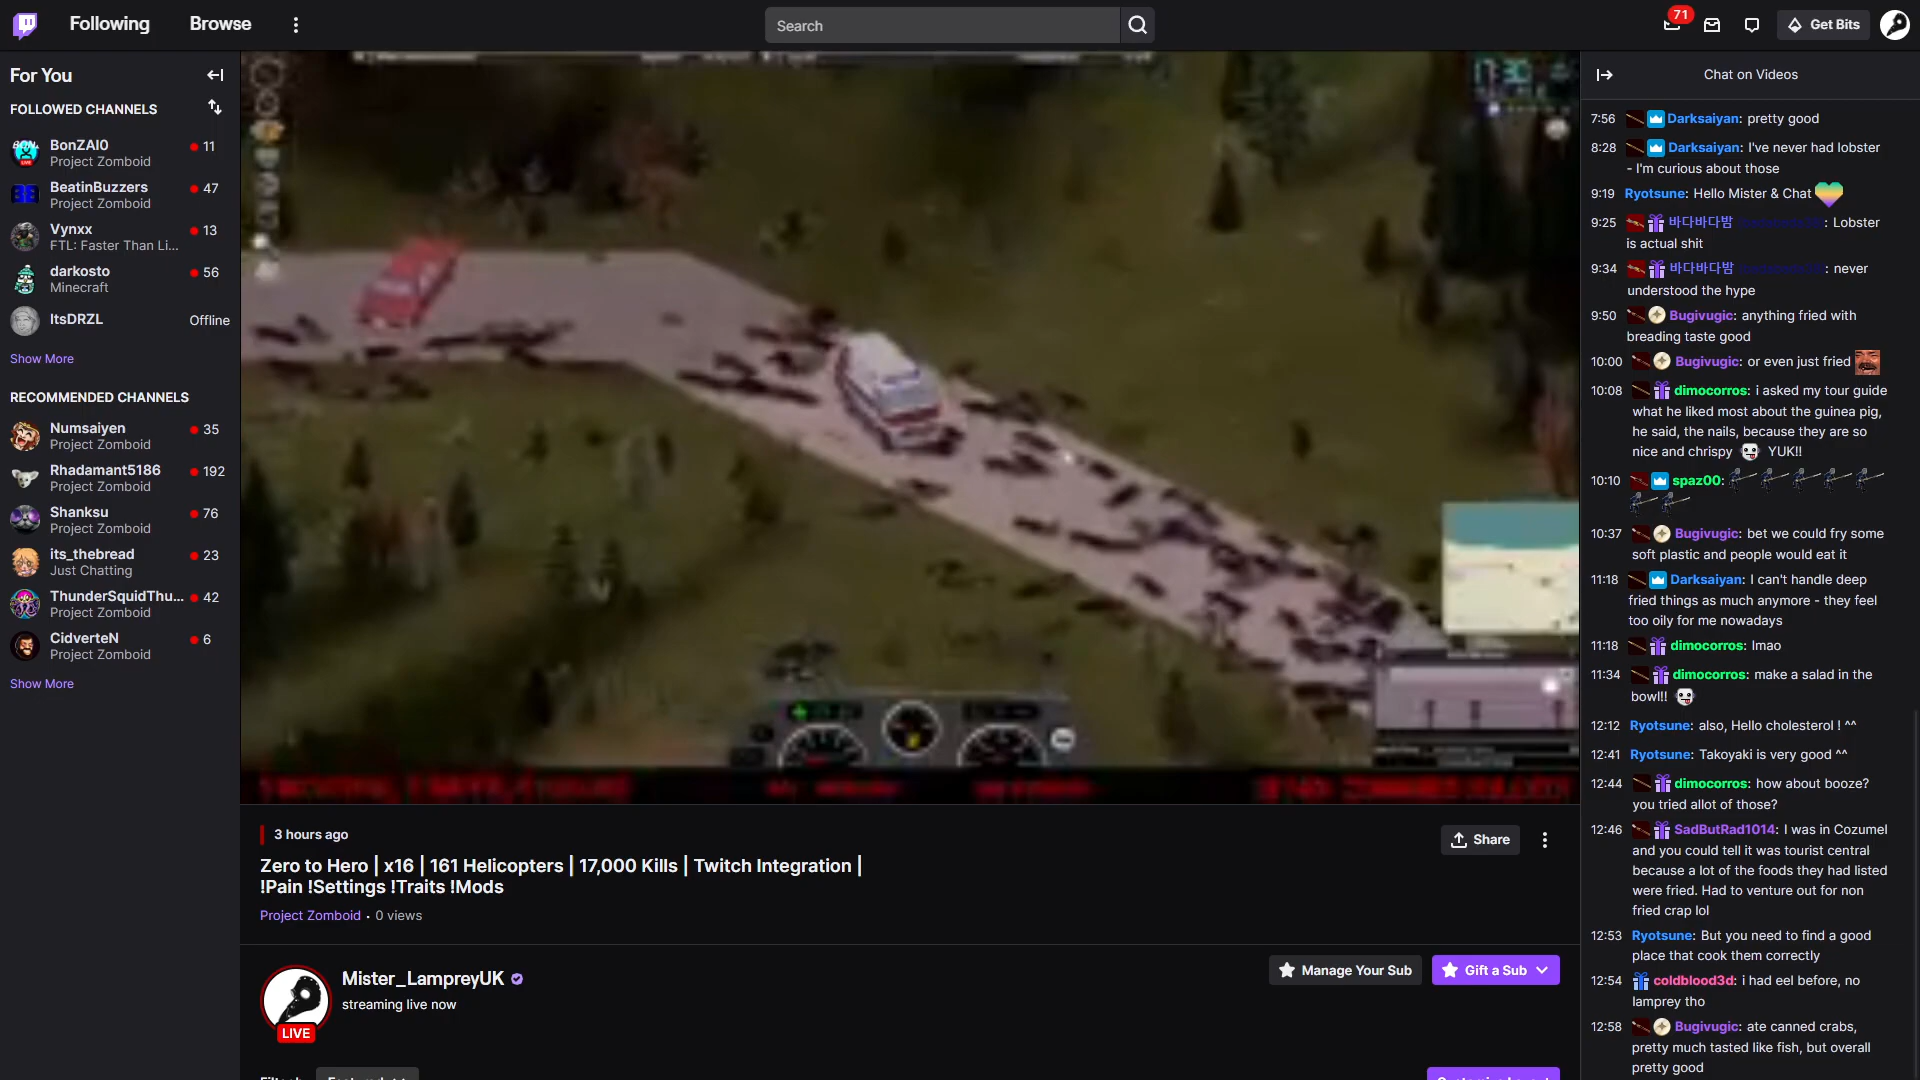 Following
Browse
Search
71
Get Bits
For You
FOLLOWED CHANNELS
BonZAI0
11
Project Zomboid
BeatinBuzzers
47
Project Zomboid
Vynxx
13
FTL: Faster Than Li...
darkosto
56
Minecraft
ItsDRZL
Offline
Show More
RECOMMENDED CHANNELS
Numsaiyen
35
Project Zomboid
Rhadamant5186
192
Project Zomboid
Shanksu
76
Project Zomboid
its_thebread
23
Just Chatting
ThunderSquidThu...
42
Project Zomboid
CidverteN
6
Project Zomboid
Show More
17:30
3 hours ago
Share
Zero to Hero | x16 | 161 Helicopters | 17,000 Kills | Twitch Integration |
!Pain !Settings !Traits !Mods
Project Zomboid · 0 views
Mister_LampreyUK
streaming live now
LIVE
Manage Your Sub
Gift a Sub
Chat on Videos
7:56 Darksaiyan: pretty good
8:28 Darksaiyan: I've never had lobster
- I'm curious about those
9:19 Ryotsune: Hello Mister & Chat
9:25 바다바다밤 : Lobster
is actual shit
9:34 바다바다밤 : never
understood the hype
9:50 Bugivugic: anything fried with
breading taste good
10:00 Bugivugic: or even just fried
10:08 dimocorros: i asked my tour guide
what he liked most about the guinea pig,
he said, the nails, because they are so
nice and chrispy YUK!!
10:10 spaz00:
10:37 Bugivugic: bet we could fry some
soft plastic and people would eat it
11:18 Darksaiyan: I can't handle deep
fried things as much anymore - they feel
too oily for me nowadays
11:18 dimocorros: lmao
11:34 dimocorros: make a salad in the
bowl!!
12:12 Ryotsune: also, Hello cholesterol ! ^^
12:41 Ryotsune: Takoyaki is very good ^^
12:44 dimocorros: how about booze?
you tried allot of those?
12:46 SadButRad1014: I was in Cozumel
and you could tell it was tourist central
because a lot of the foods they had listed
were fried. Had to venture out for non
fried crap lol
12:53 Ryotsune: But you need to find a good
place that cook them correctly
12:54 coldblood3d: i had eel before, no
lamprey tho
12:58 Bugivugic: ate canned crabs,
pretty much tasted like fish, but overall
pretty good